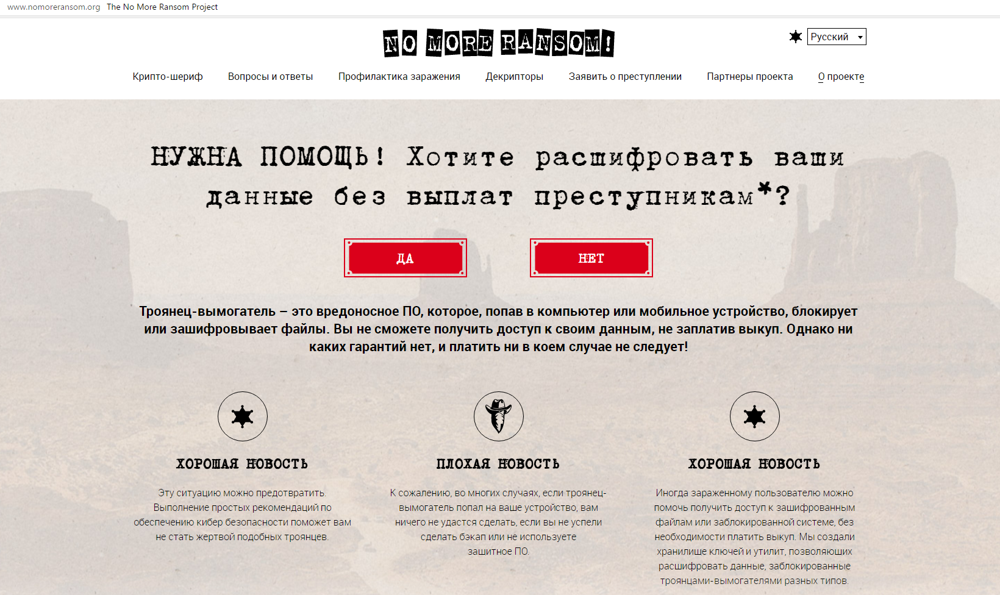 www.nomoreransom.org The No More Ransom Project
NO MORE RANSOM!
Русский
Крипто-шериф Вопросы и ответы Профилактика заражения Декрипторы Заявить о преступлении Партнеры проекта О проекте
НУЖНА ПОМОЩЬ! Хотите расшифровать ваши
данные без выплат преступникам*?
ДА НЕТ
Троянец-вымогатель – это вредоносное ПО, которое, попав в компьютер или мобильное устройство, блокирует
или зашифровывает файлы. Вы не сможете получить доступ к своим данным, не заплатив выкуп. Однако ни
каких гарантий нет, и платить ни в коем случае не следует!
ХОРОШАЯ НОВОСТЬ
Эту ситуацию можно предотвратить.
Выполнение простых рекомендаций по
обеспечению кибер безопасности поможет вам
не стать жертвой подобных троянцев.
ПЛОХАЯ НОВОСТЬ
К сожалению, во многих случаях, если троянец-
вымогатель попал на ваше устройство, вам
ничего не удастся сделать, если вы не успели
сделать бэкап или не используете
защитное ПО.
ХОРОШАЯ НОВОСТЬ
Иногда зараженному пользователю можно
помочь получить доступ к зашифрованным
файлам или заблокированной системе, без
необходимости платить выкуп. Мы создали
хранилище ключей и утилит, позволяющих
расшифровать данные, заблокированные
троянцами-вымогателями разных типов.